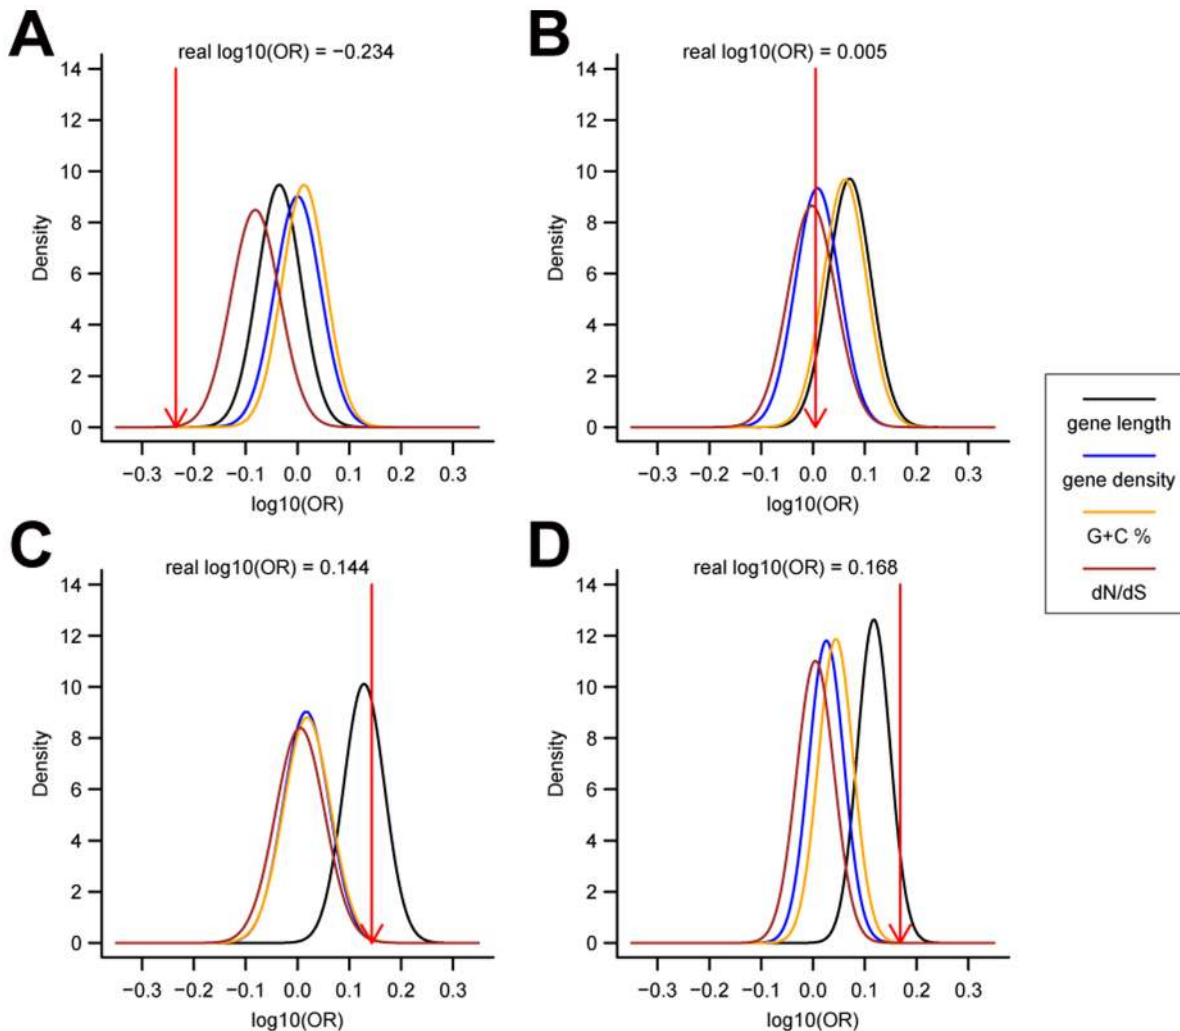 A
real log10(OR) = −0.234
14
12
10
8
6
4
2
0
Density
−0.3 −0.2 −0.1 0.0 0.1 0.2 0.3
log10(OR)
B
real log10(OR) = 0.005
14
12
10
8
6
4
2
0
Density
−0.3 −0.2 −0.1 0.0 0.1 0.2 0.3
log10(OR)
gene length
gene density
G+C %
dN/dS
C
real log10(OR) = 0.144
14
12
10
8
6
4
2
0
Density
−0.3 −0.2 −0.1 0.0 0.1 0.2 0.3
log10(OR)
D
real log10(OR) = 0.168
14
12
10
8
6
4
2
0
Density
−0.3 −0.2 −0.1 0.0 0.1 0.2 0.3
log10(OR)